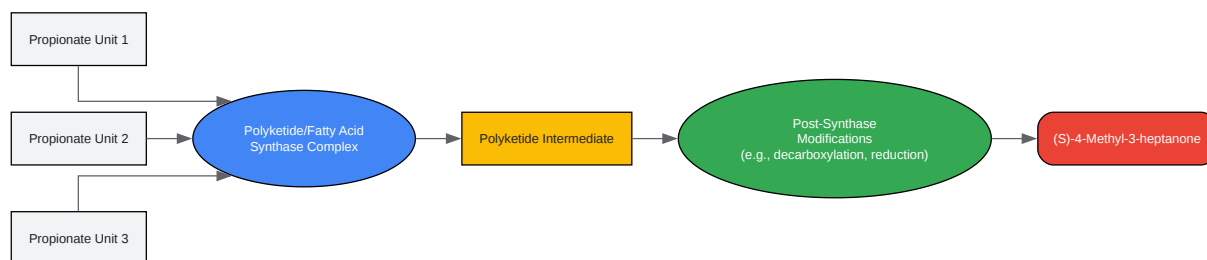 Propionate Unit 1
Propionate Unit 2
Propionate Unit 3
Polyketide/Fatty Acid
Synthase Complex
Polyketide Intermediate
Post-Synthase
Modifications
(e.g., decarboxylation, reduction)
(S)-4-Methyl-3-heptanone